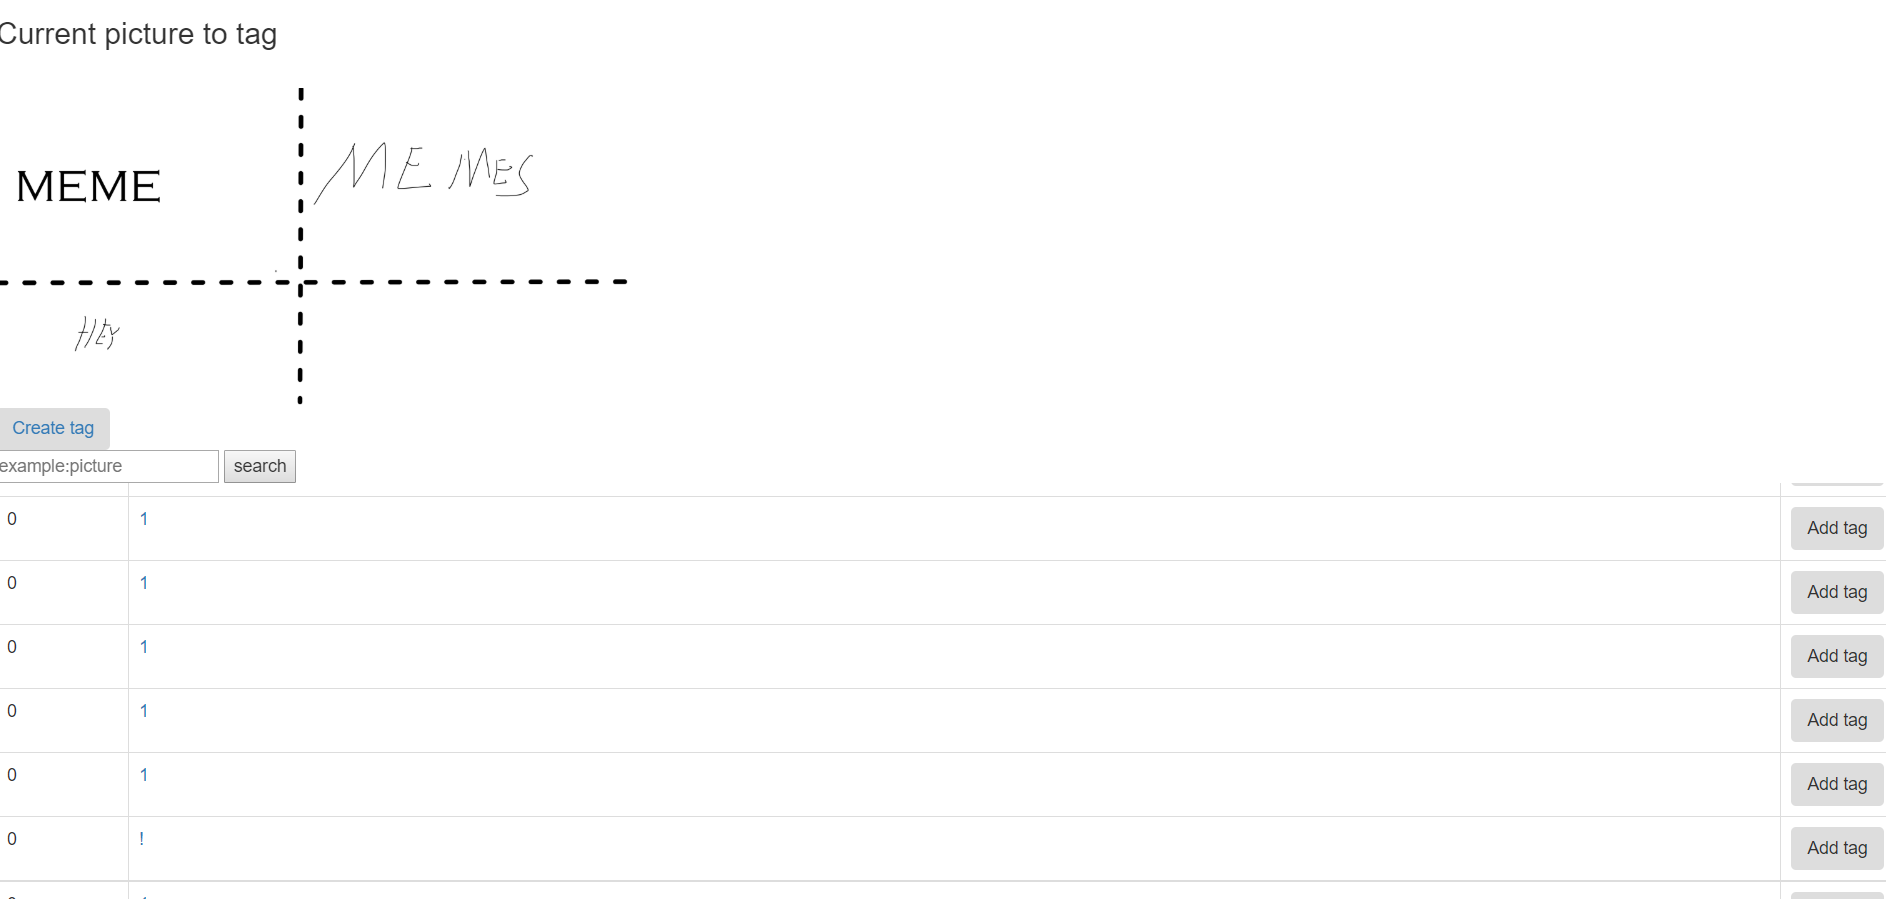 Current picture to tag
MEME
MEMES
HEY
Create tag
example:picture search
0 1 Add tag
0 1 Add tag
0 1 Add tag
0 1 Add tag
0 1 Add tag
0 ! Add tag